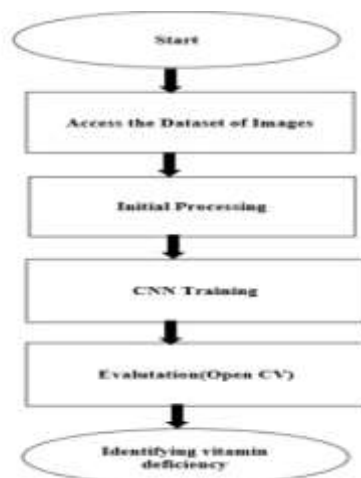 Start
Access the Dataset of Images
Initial Processing
CNN Training
Evalutation(Open CV)
Identifying vitamin
deficiency